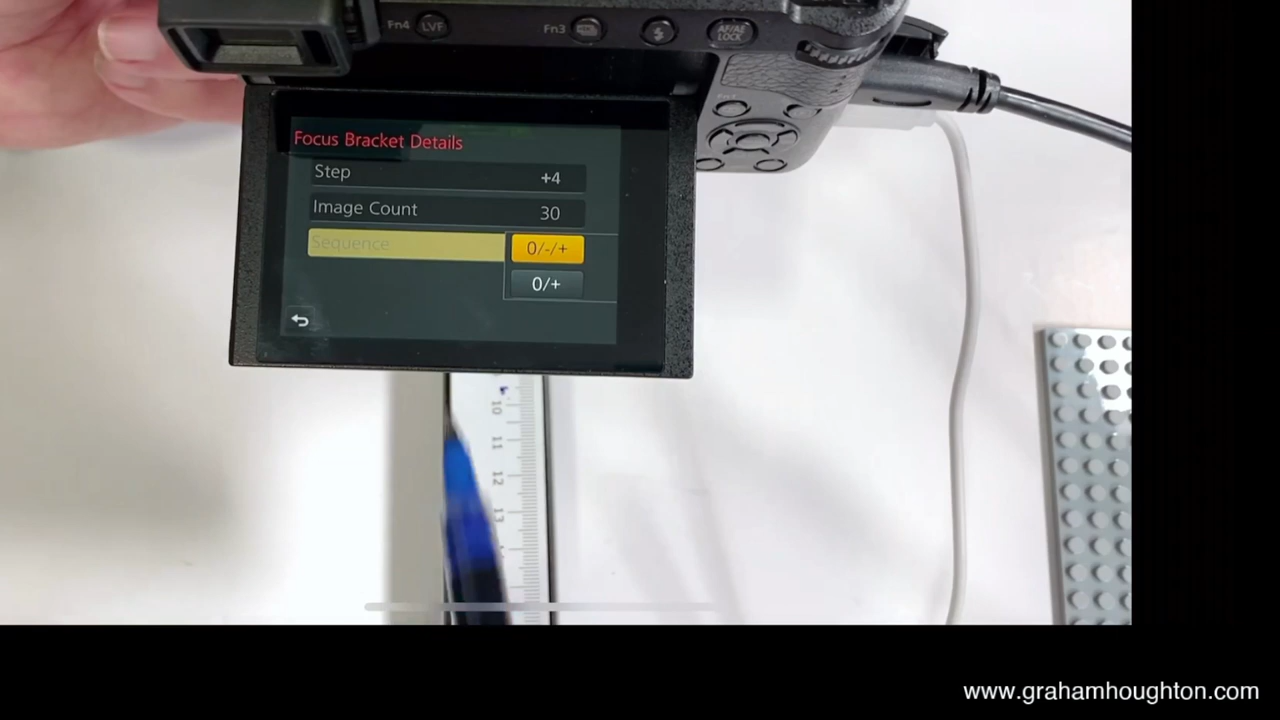 Fn4 LVF Fn3 AF/AE LOCK
Focus Bracket Details
Step +4
Image Count 30
Sequence 0/-/+
0/+
10
11
12
13
www.grahamhoughton.com